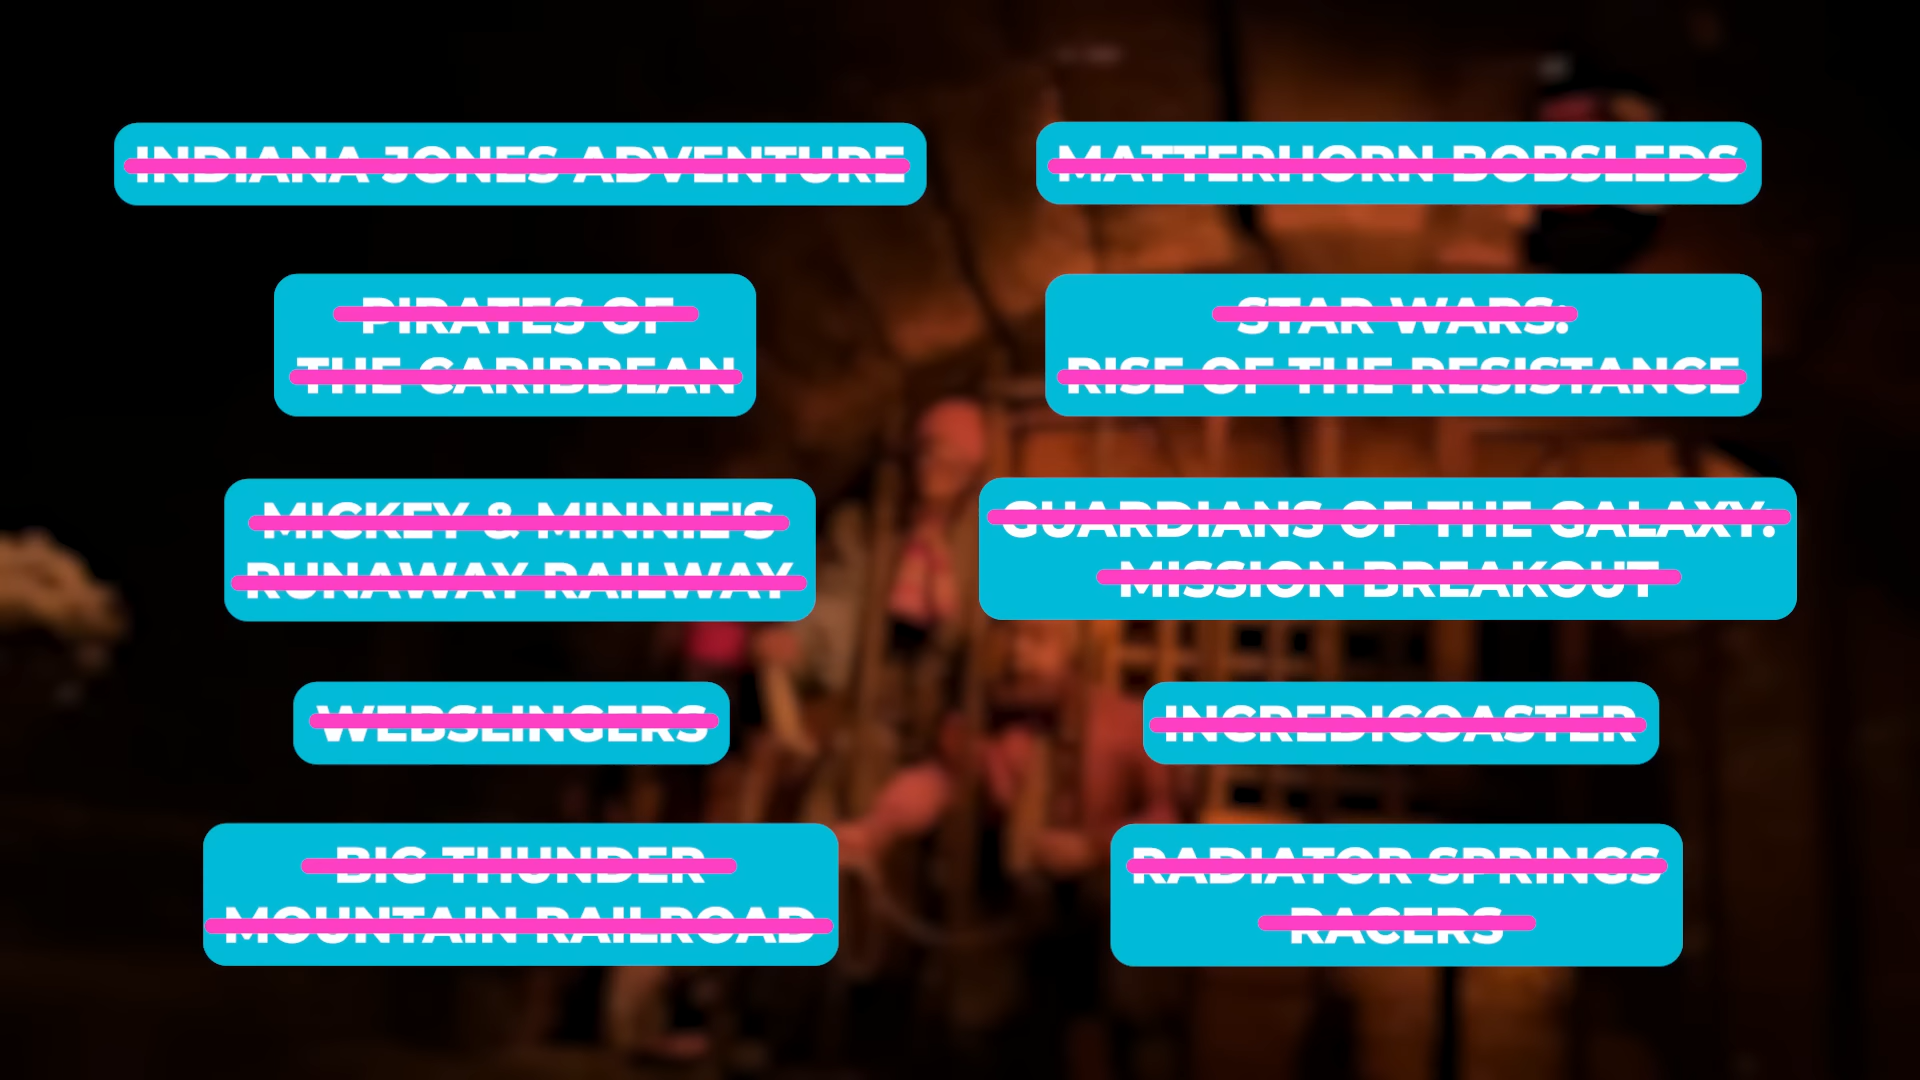 INDIANA JONES ADVENTURE
MATTERHORN BOBSLEDS
PIRATES OF
THE CARIBBEAN
STAR WARS:
RISE OF THE RESISTANCE
MICKEY & MINNIE'S
RUNAWAY RAILWAY
GUARDIANS OF THE GALAXY:
MISSION BREAKOUT
WEBSLINGERS
INCREDICOASTER
BIG THUNDER
MOUNTAIN RAILROAD
RADIATOR SPRINGS
RACERS